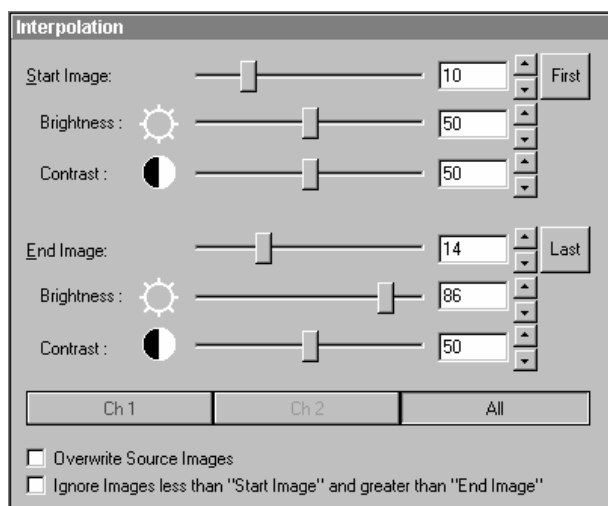 Interpolation
Start Image: 10 First
Brightness : 50
Contrast : 50
End Image: 14 Last
Brightness : 86
Contrast : 50
Ch 1 Ch 2 All
Overwrite Source Images
Ignore Images less than "Start Image" and greater than "End Image"